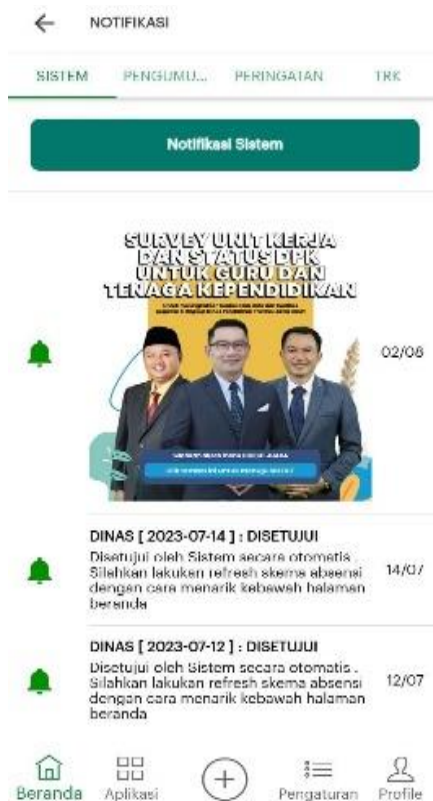 NOTIFIKASI
SISTEM PENGUMU... PERINGATAN TRK
Notifikasi Sistem
SURVEY UNIT KERJA
DAN STATUS DPK
UNTUK GURU DAN
TENAGA KEPENDIDIKAN
02/08
DINAS [ 2023-07-14 ] : DISETUJUI
Disetujui oleh Sistem secara otomatis .
Silahkan lakukan refresh skema absensi
dengan cara menarik kebawah halaman
beranda
14/07
DINAS [ 2023-07-12 ] : DISETUJUI
Disetujui oleh Sistem secara otomatis .
Silahkan lakukan refresh skema absensi
dengan cara menarik kebawah halaman
beranda
12/07
Beranda Aplikasi Pengaturan Profile